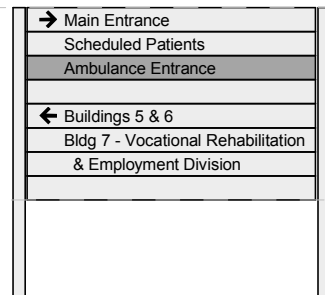 → Main Entrance
Scheduled Patients
Ambulance Entrance
← Buildings 5 & 6
Bldg 7 - Vocational Rehabilitation
& Employment Division